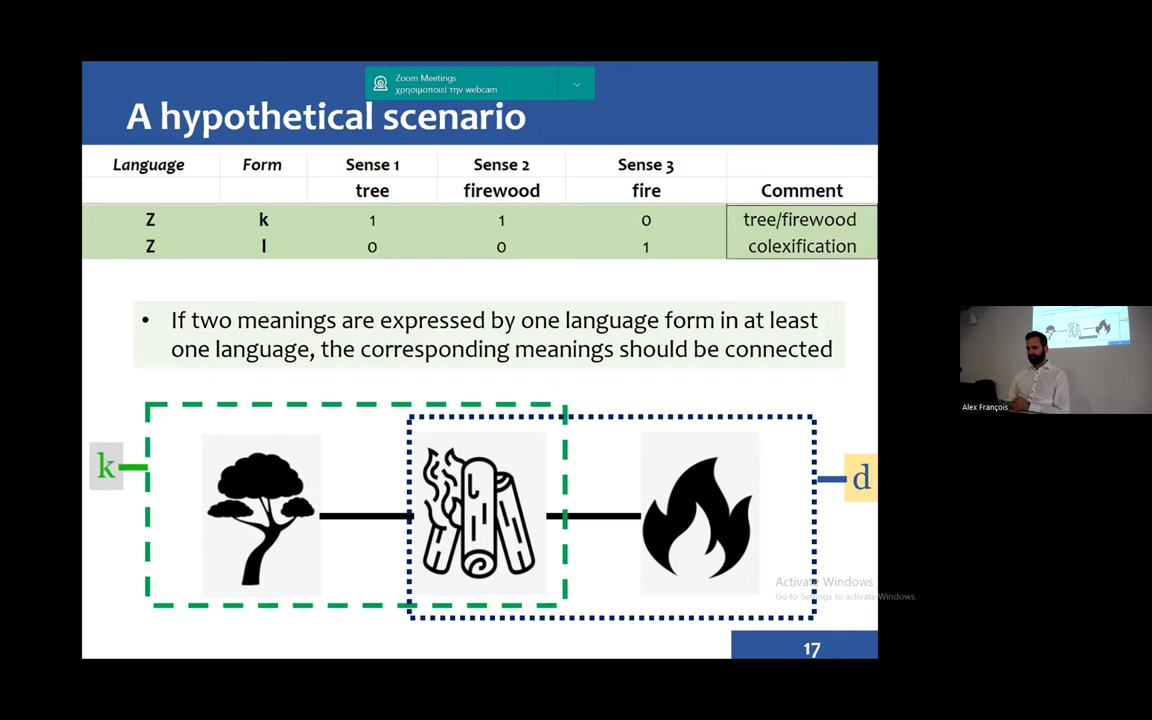 Zoom Meetings
χρησιμοποιεί την webcam
A hypothetical scenario
Language Form Sense 1 Sense 2 Sense 3
tree firewood fire Comment
Z k 1 1 0 tree/firewood
Z l 0 0 1 colexification
• If two meanings are expressed by one language form in at least
one language, the corresponding meanings should be connected
k
d
Activate Windows
Go to Settings to activate Windows.
17
Alex François